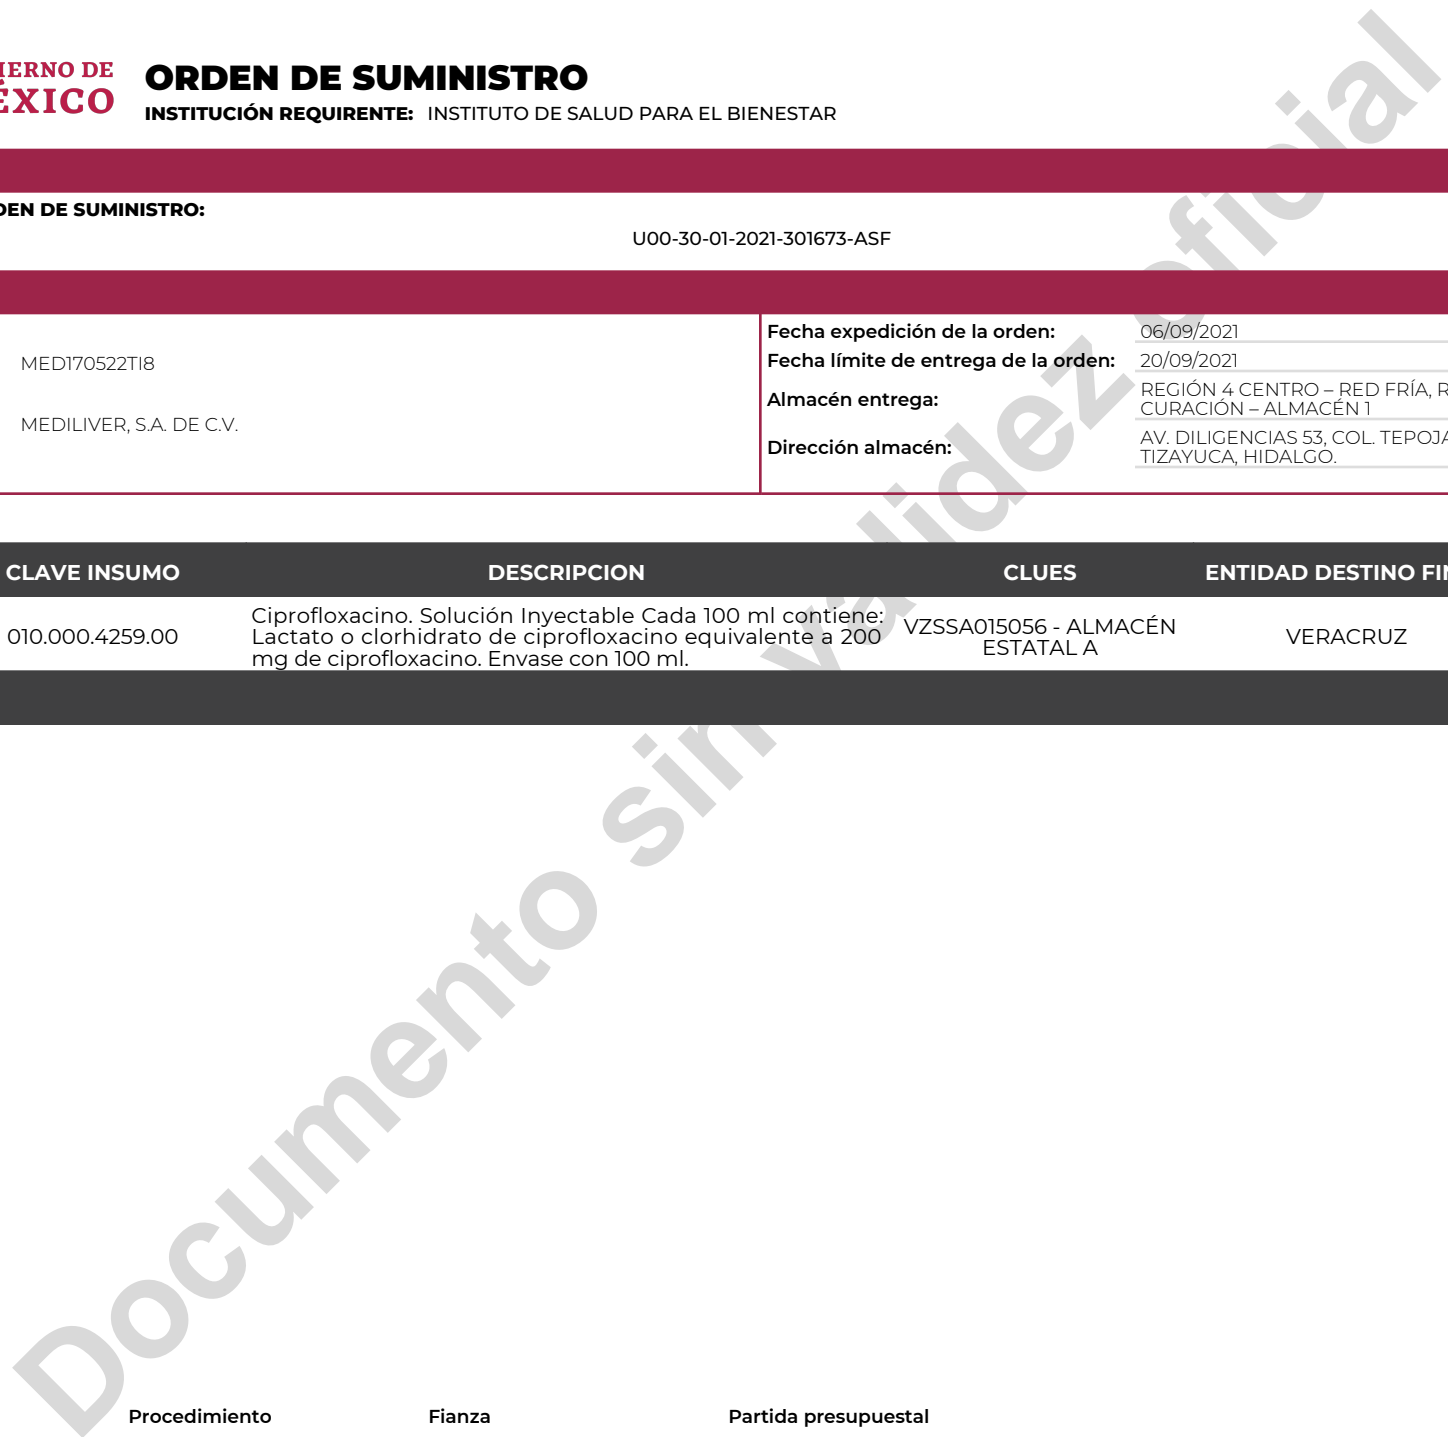 IERNO DE
ÉXICO
ORDEN DE SUMINISTRO
INSTITUCIÓN REQUIRENTE: INSTITUTO DE SALUD PARA EL BIENESTAR
DEN DE SUMINISTRO:
U00-30-01-2021-301673-ASF
MED170522TI8
MEDILIVER, S.A. DE C.V.
Fecha expedición de la orden: 06/09/2021
Fecha límite de entrega de la orden: 20/09/2021
Almacén entrega: REGIÓN 4 CENTRO – RED FRÍA, R
CURACIÓN – ALMACÉN 1
Dirección almacén: AV. DILIGENCIAS 53, COL. TEPOJA
TIZAYUCA, HIDALGO.
CLAVE INSUMO DESCRIPCION CLUES ENTIDAD DESTINO FIN
010.000.4259.00
Ciprofloxacino. Solución Inyectable Cada 100 ml contiene:
Lactato o clorhidrato de ciprofloxacino equivalente a 200
mg de ciprofloxacino. Envase con 100 ml.
VZSSA015056 - ALMACÉN
ESTATAL A
VERACRUZ
Documento sin validez oficial
Procedimiento Fianza Partida presupuestal